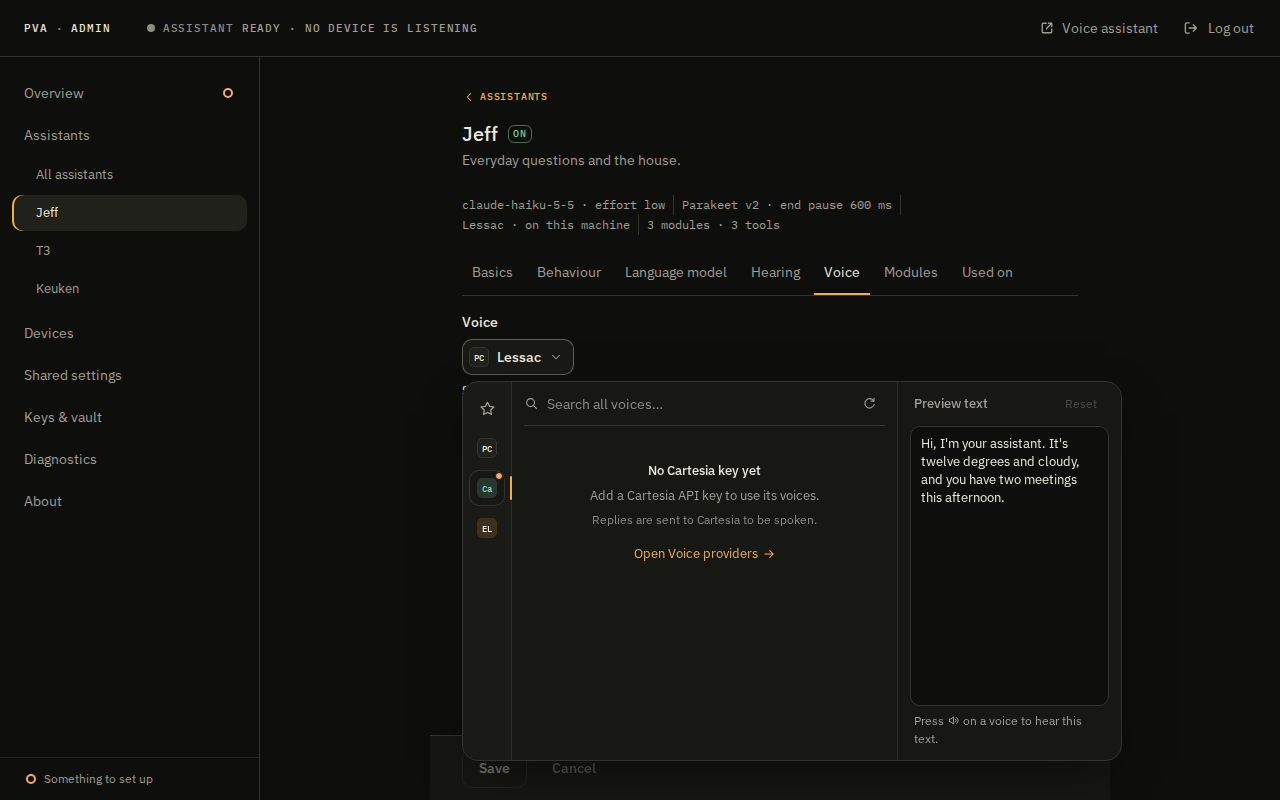 PVA · ADMIN
ASSISTANT READY · NO DEVICE IS LISTENING
Voice assistant
Log out
Overview
Assistants
All assistants
Jeff
T3
Keuken
Devices
Shared settings
Keys & vault
Diagnostics
About
Something to set up
ASSISTANTS
Jeff ON
Everyday questions and the house.
claude-haiku-5-5 · effort low
Parakeet v2 · end pause 600 ms
Lessac · on this machine
3 modules · 3 tools
Basics
Behaviour
Language model
Hearing
Voice
Modules
Used on
Voice
PC Lessac
Search all voices...
PC
Ca
EL
No Cartesia key yet
Add a Cartesia API key to use its voices.
Replies are sent to Cartesia to be spoken.
Open Voice providers →
Preview text
Reset
Hi, I'm your assistant. It's
twelve degrees and cloudy,
and you have two meetings
this afternoon.
Press on a voice to hear this
text.
Save
Cancel